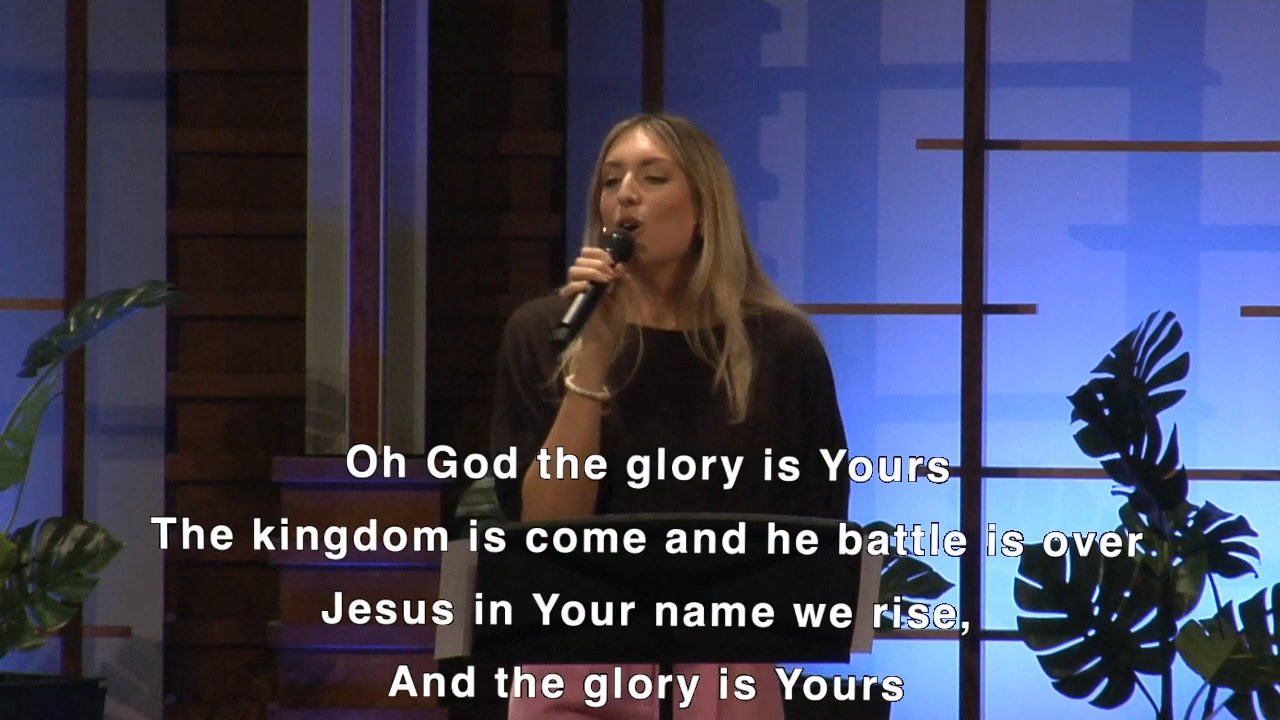 Oh God the glory is Yours
The kingdom is come and he battle is over
Jesus in Your name we rise,
And the glory is Yours